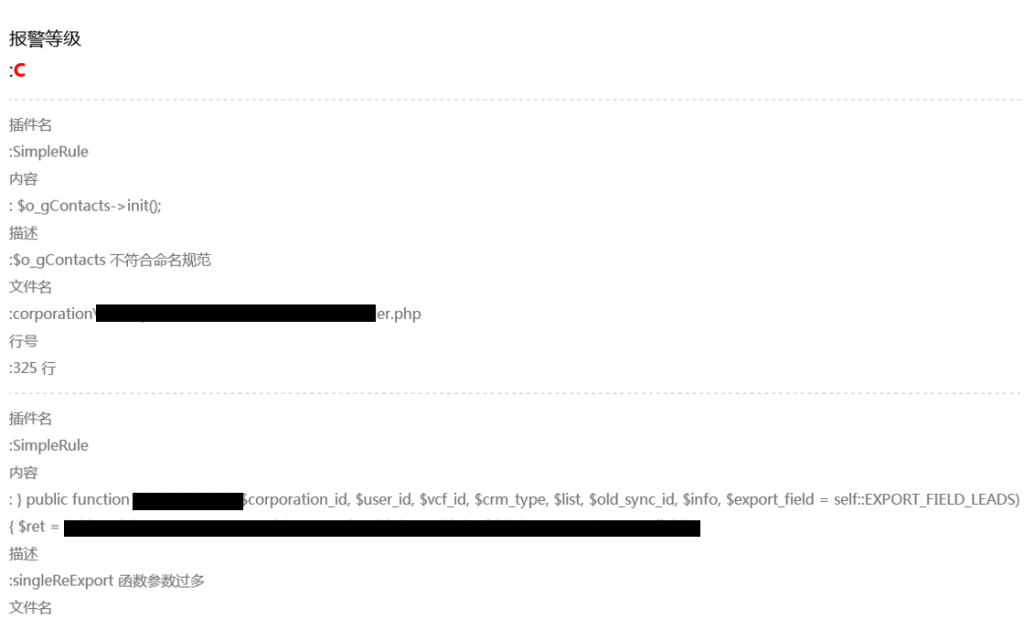 报警等级
:C
插件名
:SimpleRule
内容
: $o_gContacts->init();
描述
:$o_gContacts 不符合命名规范
文件名
:corporation\er.php
行号
:325 行
插件名
:SimpleRule
内容
: } public function $corporation_id, $user_id, $vcf_id, $crm_type, $list, $old_sync_id, $info, $export_field = self::EXPORT_FIELD_LEADS)
{ $ret =
描述
:singleReExport 函数参数过多
文件名